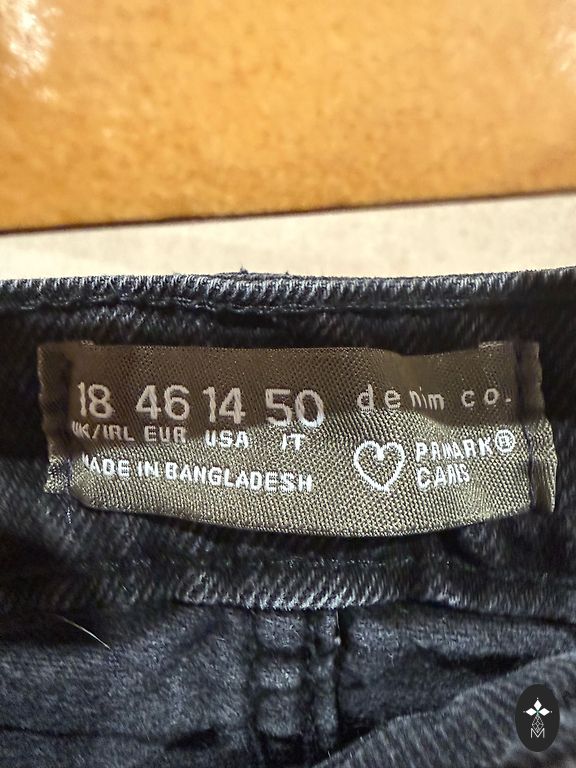 18 46 14 50
UK/IRL EUR USA IT
MADE IN BANGLADESH
denim co.
PRIMARK®
CARES
M